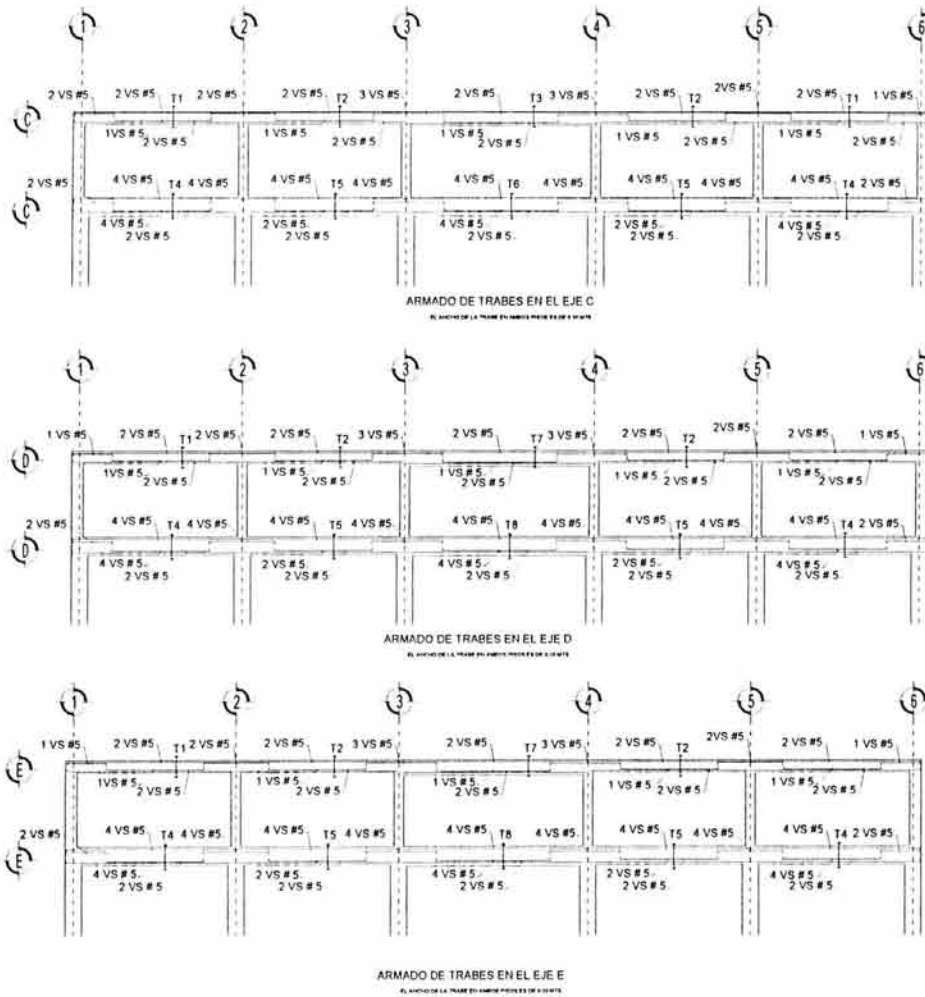 1 2 3 4 5 6
2 VS #5 2 VS #5 T1 2 VS #5 2 VS #5 T2 3 VS #5 2 VS #5 T3 3 VS #5 2 VS #5 T2 2VS #5 2 VS #5 T1 1 VS #5
C
1VS # 5 1 VS # 5 1VS # 5 1 VS # 5 1VS # 5
2 VS # 5 2 VS # 5 2 VS # 5 2 VS # 5 2 VS # 5
2 VS #5 4 VS #5 T4 4 VS #5 4 VS #5 T5 4 VS #5 4 VS #5 T6 4 VS #5 4 VS #5 T5 4 VS #5 4 VS #5 T4 2 VS #5
4 VS # 5 2 VS # 5 4 VS # 5 2 VS # 5 4 VS # 5
2 VS # 5 2 VS # 5 2 VS # 5 2 VS # 5 2 VS # 5
ARMADO DE TRABES EN EL EJE C
1 2 3 4 5 6
1 VS #5 2 VS #5 T1 2 VS #5 2 VS #5 T2 3 VS #5 2 VS #5 T7 3 VS #5 2 VS #5 T2 2VS #5 2 VS #5 T1 1 VS #5
D
1VS # 5 1 VS # 5 1VS # 5 1 VS # 5 1VS # 5
2 VS # 5 2 VS # 5 2 VS # 5 2 VS # 5 2 VS # 5
2 VS #5 4 VS #5 T4 4 VS #5 4 VS #5 T5 4 VS #5 4 VS #5 T8 4 VS #5 4 VS #5 T5 4 VS #5 4 VS #5 T4 2 VS #5
4 VS # 5 2 VS # 5 4 VS # 5 2 VS # 5 4 VS # 5
2 VS # 5 2 VS # 5 2 VS # 5 2 VS # 5 2 VS # 5
ARMADO DE TRABES EN EL EJE D
1 2 3 4 5 6
1 VS #5 2 VS #5 T1 2 VS #5 2 VS #5 T2 3 VS #5 2 VS #5 T7 3 VS #5 2 VS #5 T2 2VS #5 2 VS #5 T1 1 VS #5
E
1VS # 5 1 VS # 5 1VS # 5 1 VS # 5 1VS # 5
2 VS # 5 2 VS # 5 2 VS # 5 2 VS # 5 2 VS # 5
2 VS #5 4 VS #5 T4 4 VS #5 4 VS #5 T5 4 VS #5 4 VS #5 T8 4 VS #5 4 VS #5 T5 4 VS #5 4 VS #5 T4 2 VS #5
E
4 VS # 5 2 VS # 5 4 VS # 5 2 VS # 5 4 VS # 5
2 VS # 5 2 VS # 5 2 VS # 5 2 VS # 5 2 VS # 5
ARMADO DE TRABES EN EL EJE E